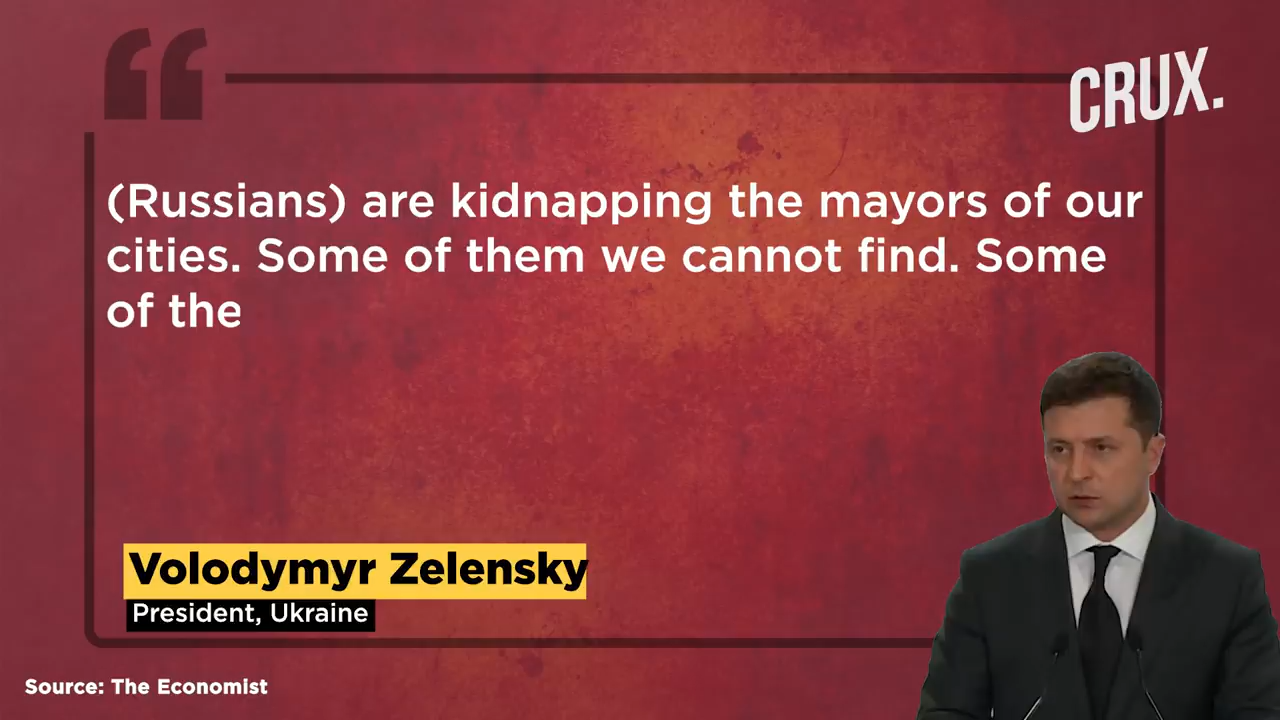 CRUX.
(Russians) are kidnapping the mayors of our
cities. Some of them we cannot find. Some
of the
Volodymyr Zelensky
President, Ukraine
Source: The Economist